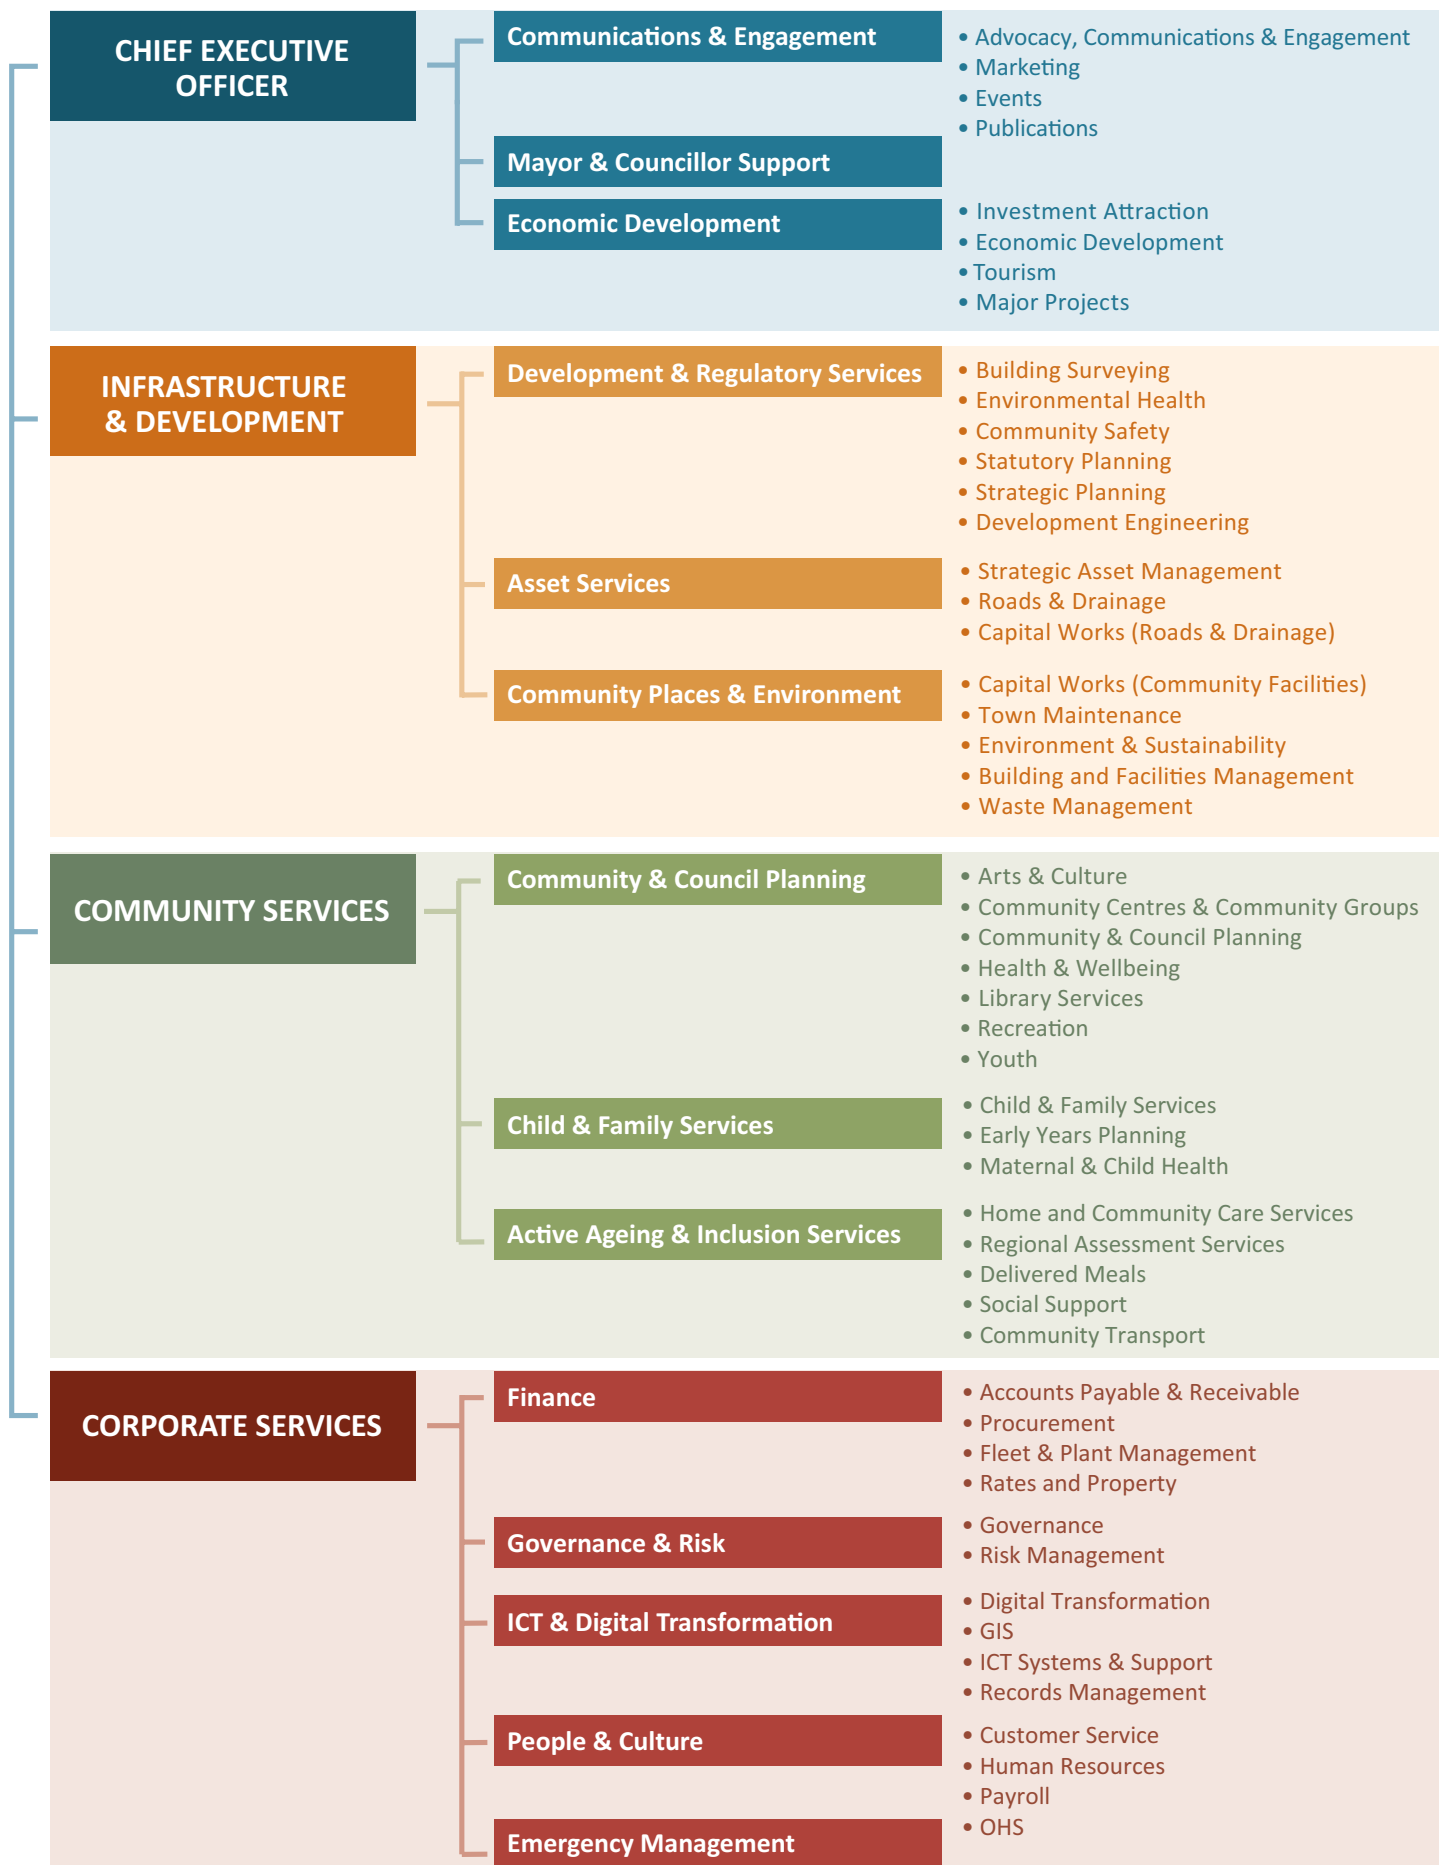 CHIEF EXECUTIVE
OFFICER
Communications & Engagement
• Advocacy, Communications & Engagement
• Marketing
• Events
• Publications
Mayor & Councillor Support
Economic Development
• Investment Attraction
• Economic Development
• Tourism
• Major Projects
INFRASTRUCTURE
& DEVELOPMENT
Development & Regulatory Services
• Building Surveying
• Environmental Health
• Community Safety
• Statutory Planning
• Strategic Planning
• Development Engineering
Asset Services
• Strategic Asset Management
• Roads & Drainage
• Capital Works (Roads & Drainage)
Community Places & Environment
• Capital Works (Community Facilities)
• Town Maintenance
• Environment & Sustainability
• Building and Facilities Management
• Waste Management
COMMUNITY SERVICES
Community & Council Planning
• Arts & Culture
• Community Centres & Community Groups
• Community & Council Planning
• Health & Wellbeing
• Library Services
• Recreation
• Youth
Child & Family Services
• Child & Family Services
• Early Years Planning
• Maternal & Child Health
Active Ageing & Inclusion Services
• Home and Community Care Services
• Regional Assessment Services
• Delivered Meals
• Social Support
• Community Transport
CORPORATE SERVICES
Finance
• Accounts Payable & Receivable
• Procurement
• Fleet & Plant Management
• Rates and Property
Governance & Risk
• Governance
• Risk Management
ICT & Digital Transformation
• Digital Transformation
• GIS
• ICT Systems & Support
• Records Management
People & Culture
• Customer Service
• Human Resources
• Payroll
• OHS
Emergency Management